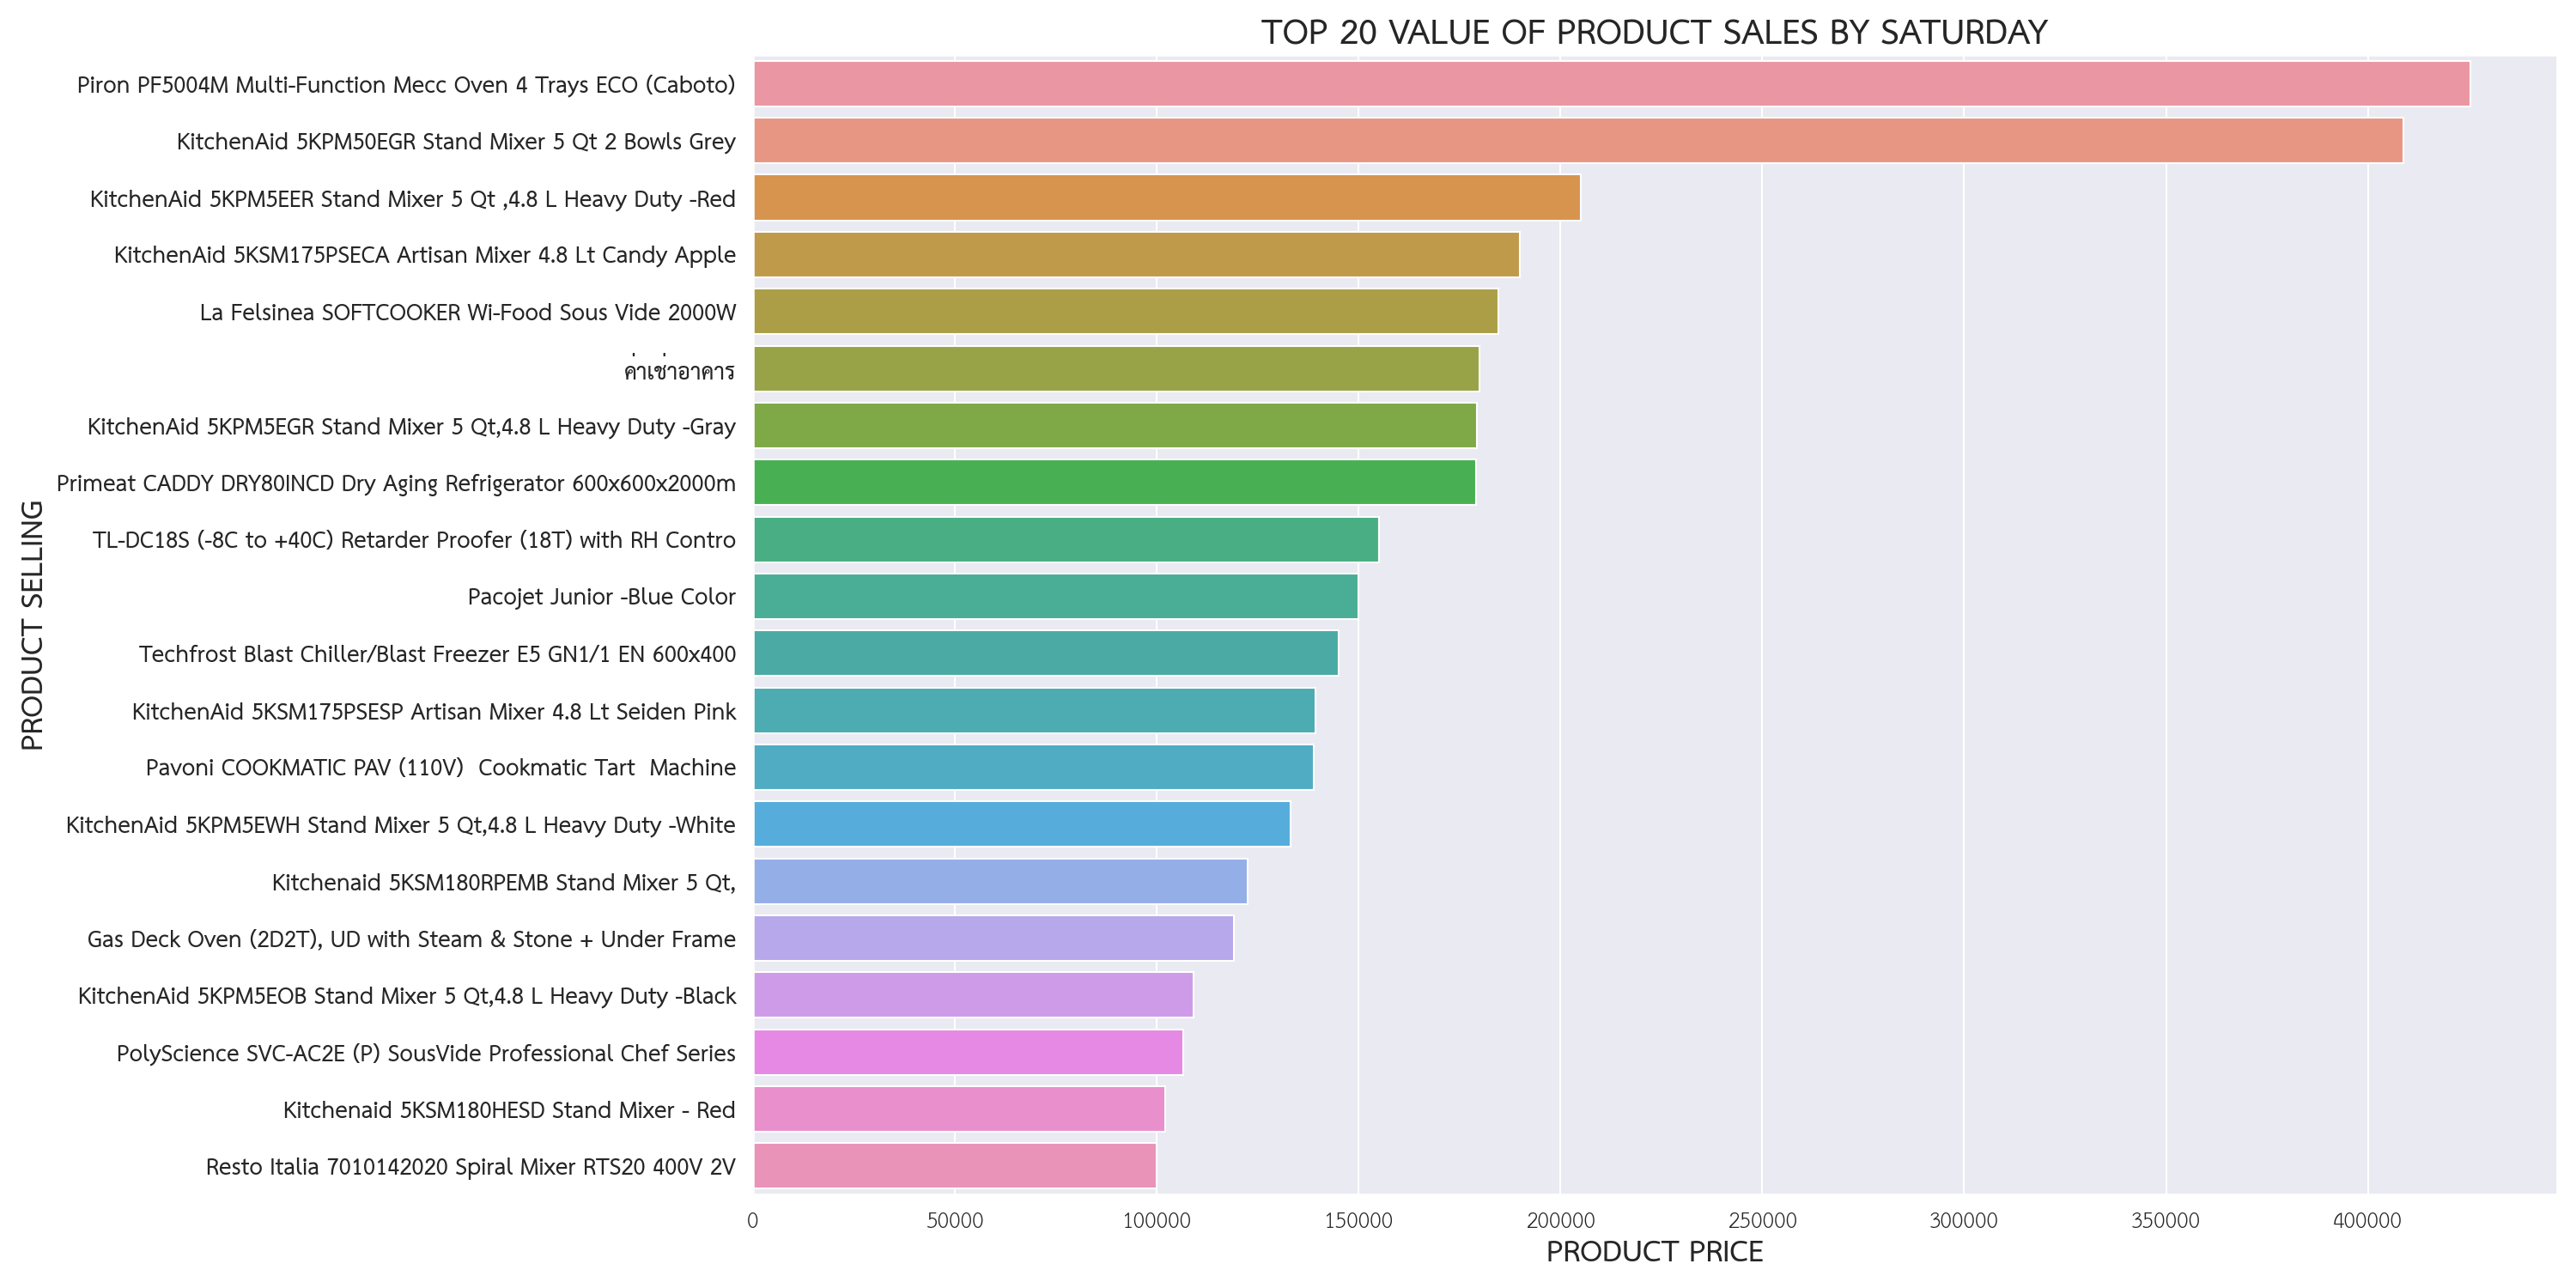 TOP 20 VALUE OF PRODUCT SALES BY SATURDAY
PRODUCT SELLING
Piron PF5004M Multi-Function Mecc Oven 4 Trays ECO (Caboto)
KitchenAid 5KPM50EGR Stand Mixer 5 Qt 2 Bowls Grey
KitchenAid 5KPM5EER Stand Mixer 5 Qt ,4.8 L Heavy Duty -Red
KitchenAid 5KSM175PSECA Artisan Mixer 4.8 Lt Candy Apple
La Felsinea SOFTCOOKER Wi-Food Sous Vide 2000W
ค่าเช่าอาคาร
KitchenAid 5KPM5EGR Stand Mixer 5 Qt,4.8 L Heavy Duty -Gray
Primeat CADDY DRY80INCD Dry Aging Refrigerator 600x600x2000m
TL-DC18S (-8C to +40C) Retarder Proofer (18T) with RH Contro
Pacojet Junior -Blue Color
Techfrost Blast Chiller/Blast Freezer E5 GN1/1 EN 600x400
KitchenAid 5KSM175PSESP Artisan Mixer 4.8 Lt Seiden Pink
Pavoni COOKMATIC PAV (110V)  Cookmatic Tart  Machine
KitchenAid 5KPM5EWH Stand Mixer 5 Qt,4.8 L Heavy Duty -White
Kitchenaid 5KSM180RPEMB Stand Mixer 5 Qt,
Gas Deck Oven (2D2T), UD with Steam & Stone + Under Frame
KitchenAid 5KPM5EOB Stand Mixer 5 Qt,4.8 L Heavy Duty -Black
PolyScience SVC-AC2E (P) SousVide Professional Chef Series
Kitchenaid 5KSM180HESD Stand Mixer - Red
Resto Italia 7010142020 Spiral Mixer RTS20 400V 2V
0 50000 100000 150000 200000 250000 300000 350000 400000
PRODUCT PRICE